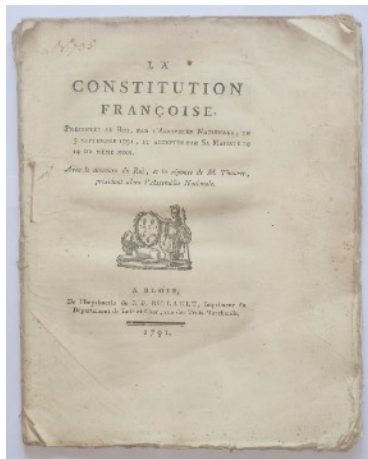 N° 305
LA
CONSTITUTION
FRANÇOISE.
PRÉSENTÉE AU ROI, PAR L'ASSEMBLÉE NATIONALE, LE
3 SEPTEMBRE 1791, ET ACCEPTÉE PAR SA MAJESTÉ LE
14 DU MÊME MOIS.
Avec le discours du Roi, & la réponse de M. Thouret,
président alors l'Assemblée Nationale.
A BLOIS,
De l'Imprimerie de J. P. BILLAULT, Imprimeur du
Département de Loir et Cher, rue des Trois-Marchands.
1791.